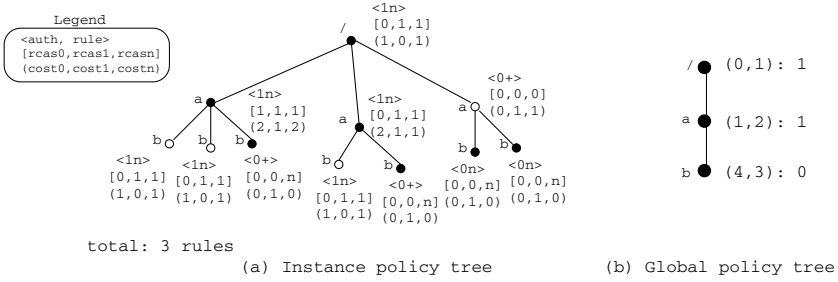 Legend
<auth, rule>
[rcas0,rcas1,rcasn]
(cost0,cost1,costn)
/
<1n>
[0,1,1]
(1,0,1)
a
<1n>
[1,1,1]
(2,1,2)
a
<1n>
[0,1,1]
(2,1,1)
a
<0+>
[0,0,0]
(0,1,1)
b
<1n>
[0,1,1]
(1,0,1)
b
<1n>
[0,1,1]
(1,0,1)
b
<0+>
[0,0,n]
(0,1,0)
b
<1n>
[0,1,1]
(1,0,1)
b
<0+>
[0,0,n]
(0,1,0)
b
<0n>
[0,0,n]
(0,1,0)
b
<0n>
[0,0,n]
(0,1,0)
total: 3 rules
(a) Instance policy tree
/ (0,1): 1
a (1,2): 1
b (4,3): 0
(b) Global policy tree